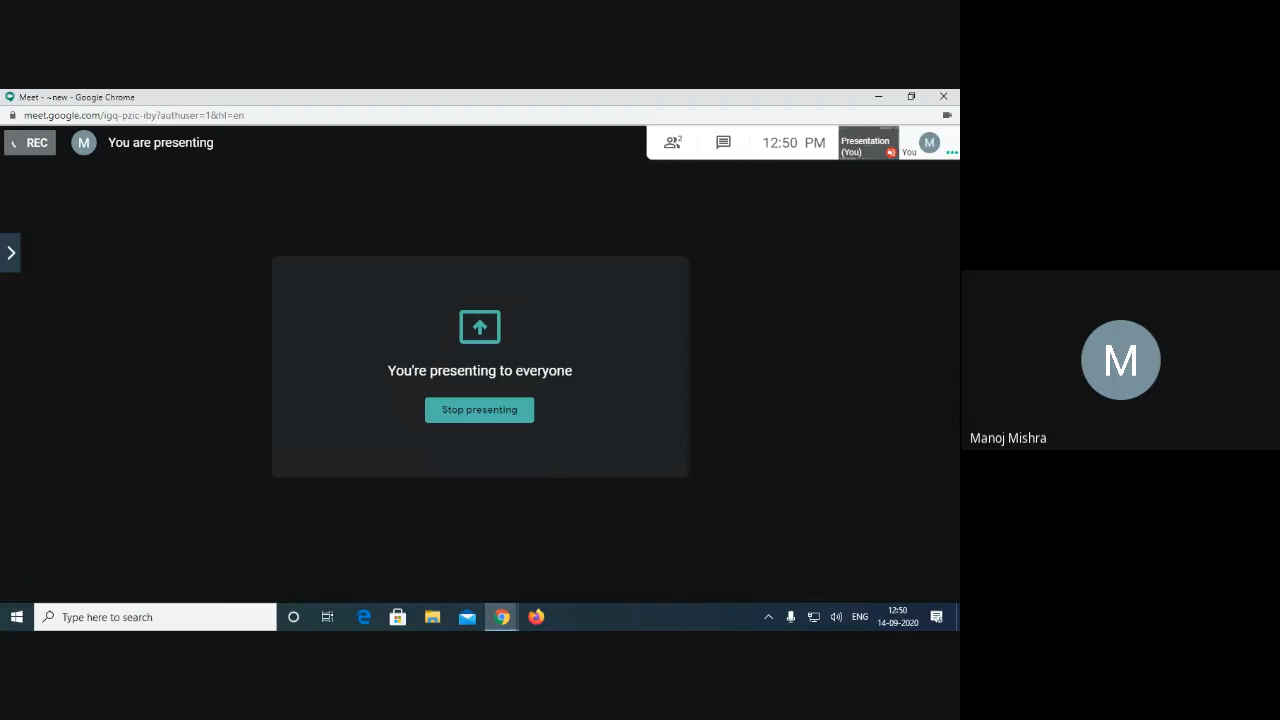 Meet - ~new - Google Chrome
meet.google.com/igq-pzic-iby?authuser=1&hl=en
REC
M
You are presenting
2
12:50 PM
Presentation
(You)
You
M
You're presenting to everyone
Stop presenting
M
Manoj Mishra
Type here to search
ENG
12:50
14-09-2020